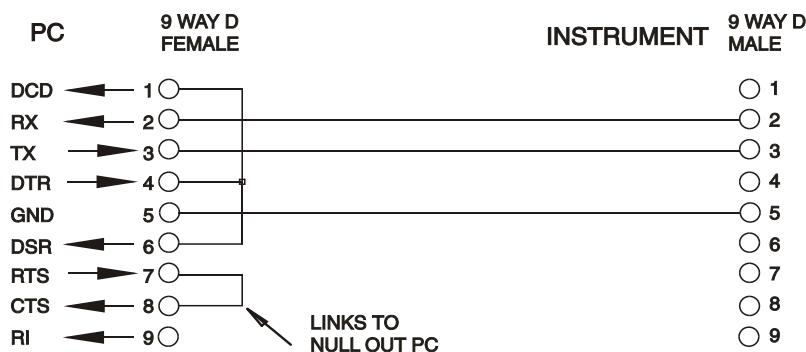 PC
9 WAY D
FEMALE
INSTRUMENT
9 WAY D
MALE
DCD 1 1
RX 2 2
TX 3 3
DTR 4 4
GND 5 5
DSR 6 6
RTS 7 7
CTS 8 8
RI 9 9
LINKS TO
NULL OUT PC